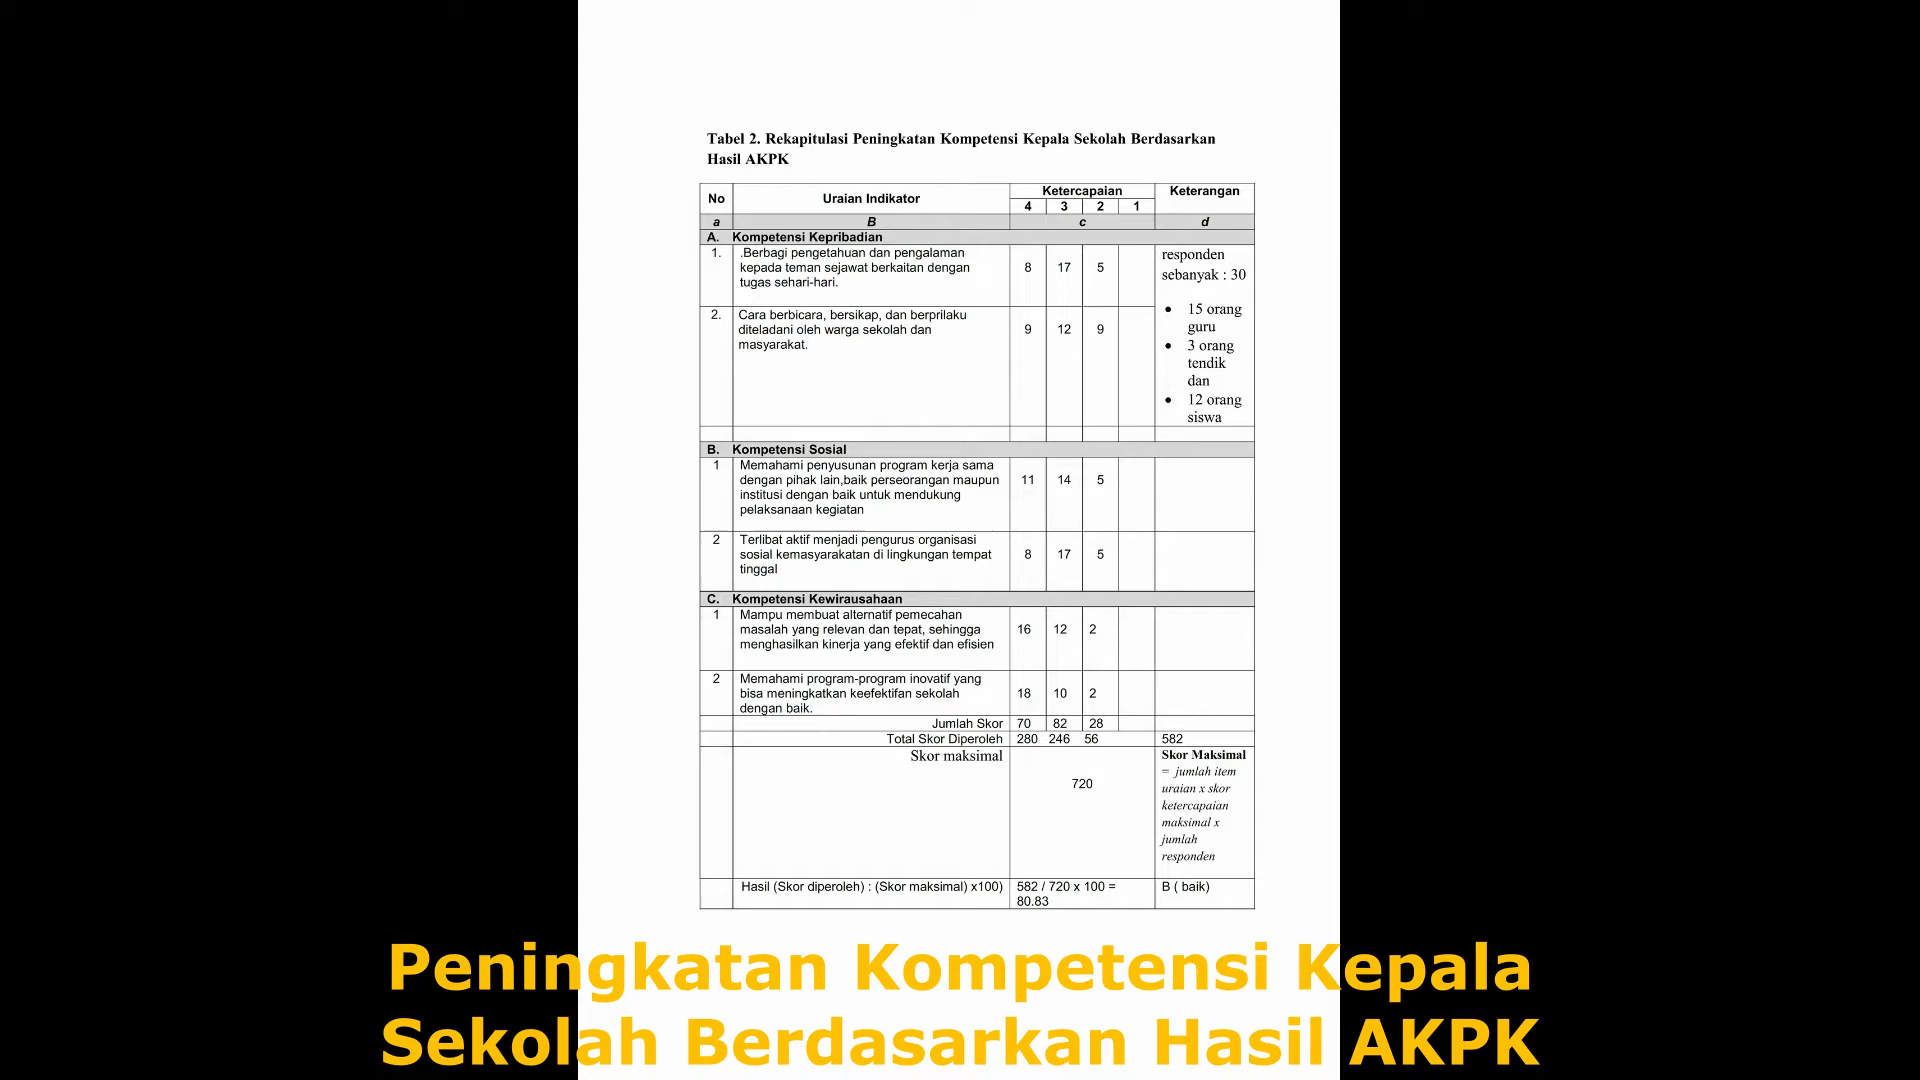 Tabel 2. Rekapitulasi Peningkatan Kompetensi Kepala Sekolah Berdasarkan
Hasil AKPK
No Uraian Indikator Ketercapaian Keterangan
4 3 2 1
a B c d
A. Kompetensi Kepribadian
1. .Berbagi pengetahuan dan pengalaman
kepada teman sejawat berkaitan dengan
tugas sehari-hari.
8 17 5
responden
sebanyak : 30
• 15 orang
guru
• 3 orang
tendik
dan
• 12 orang
siswa
2. Cara berbicara, bersikap, dan berprilaku
diteladani oleh warga sekolah dan
masyarakat.
9 12 9
B. Kompetensi Sosial
1 Memahami penyusunan program kerja sama
dengan pihak lain,baik perseorangan maupun
institusi dengan baik untuk mendukung
pelaksanaan kegiatan
11 14 5
2 Terlibat aktif menjadi pengurus organisasi
sosial kemasyarakatan di lingkungan tempat
tinggal
8 17 5
C. Kompetensi Kewirausahaan
1 Mampu membuat alternatif pemecahan
masalah yang relevan dan tepat, sehingga
menghasilkan kinerja yang efektif dan efisien
16 12 2
2 Memahami program-program inovatif yang
bisa meningkatkan keefektifan sekolah
dengan baik.
18 10 2
Jumlah Skor 70 82 28
Total Skor Diperoleh 280 246 56 582
Skor maksimal
720
Skor Maksimal
= jumlah item
uraian x skor
ketercapaian
maksimal x
jumlah
responden
Hasil (Skor diperoleh) : (Skor maksimal) x100) 582 / 720 x 100 = B ( baik)
80.83
Peningkatan Kompetensi Kepala
Sekolah Berdasarkan Hasil AKPK